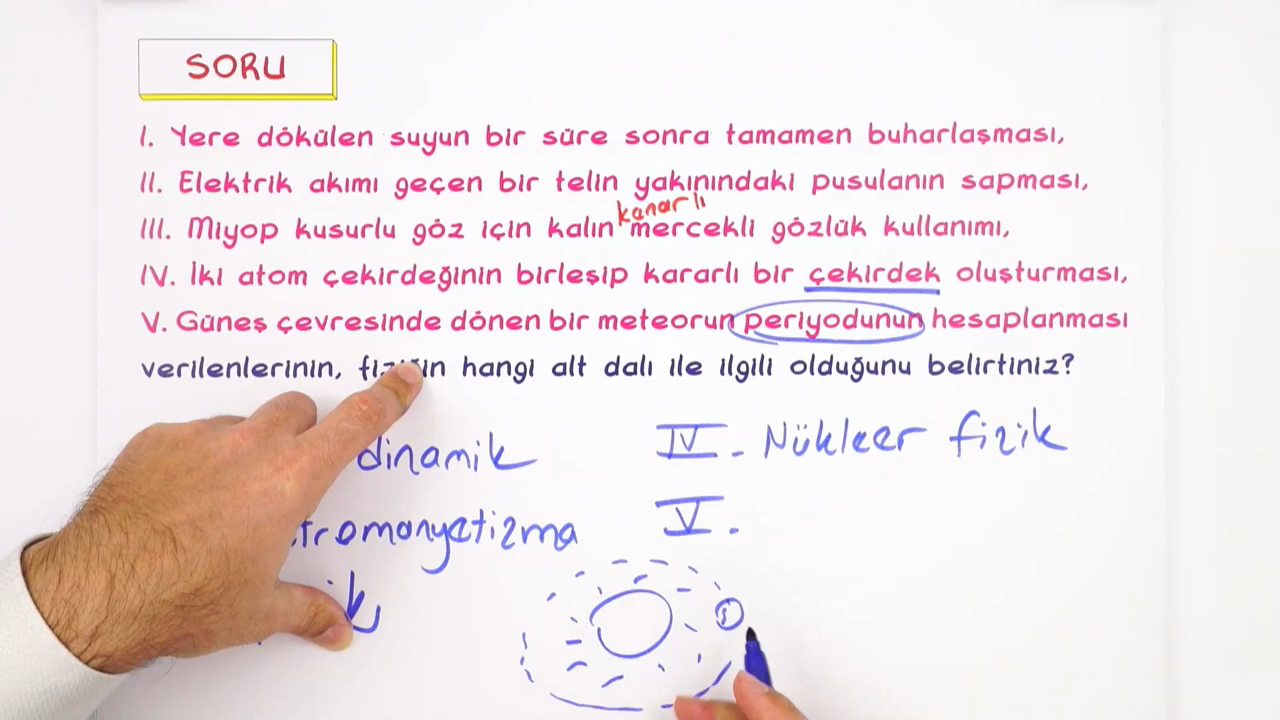 SORU
I. Yere dökülen suyun bir süre sonra tamamen buharlaşması,
II. Elektrik akımı geçen bir telin yakınındaki pusulanın sapması,
kenarlı
III. Miyop kusurlu göz için kalın mercekli gözlük kullanımı,
IV. İki atom çekirdeğinin birleşip kararlı bir çekirdek oluşturması,
V. Güneş çevresinde dönen bir meteorun periyodunun hesaplanması
verilenlerinin, hangi alt dalı ile ilgili olduğunu belirtiniz?
dinamik
IV. Nükleer fizik
tromanyetizma
V.